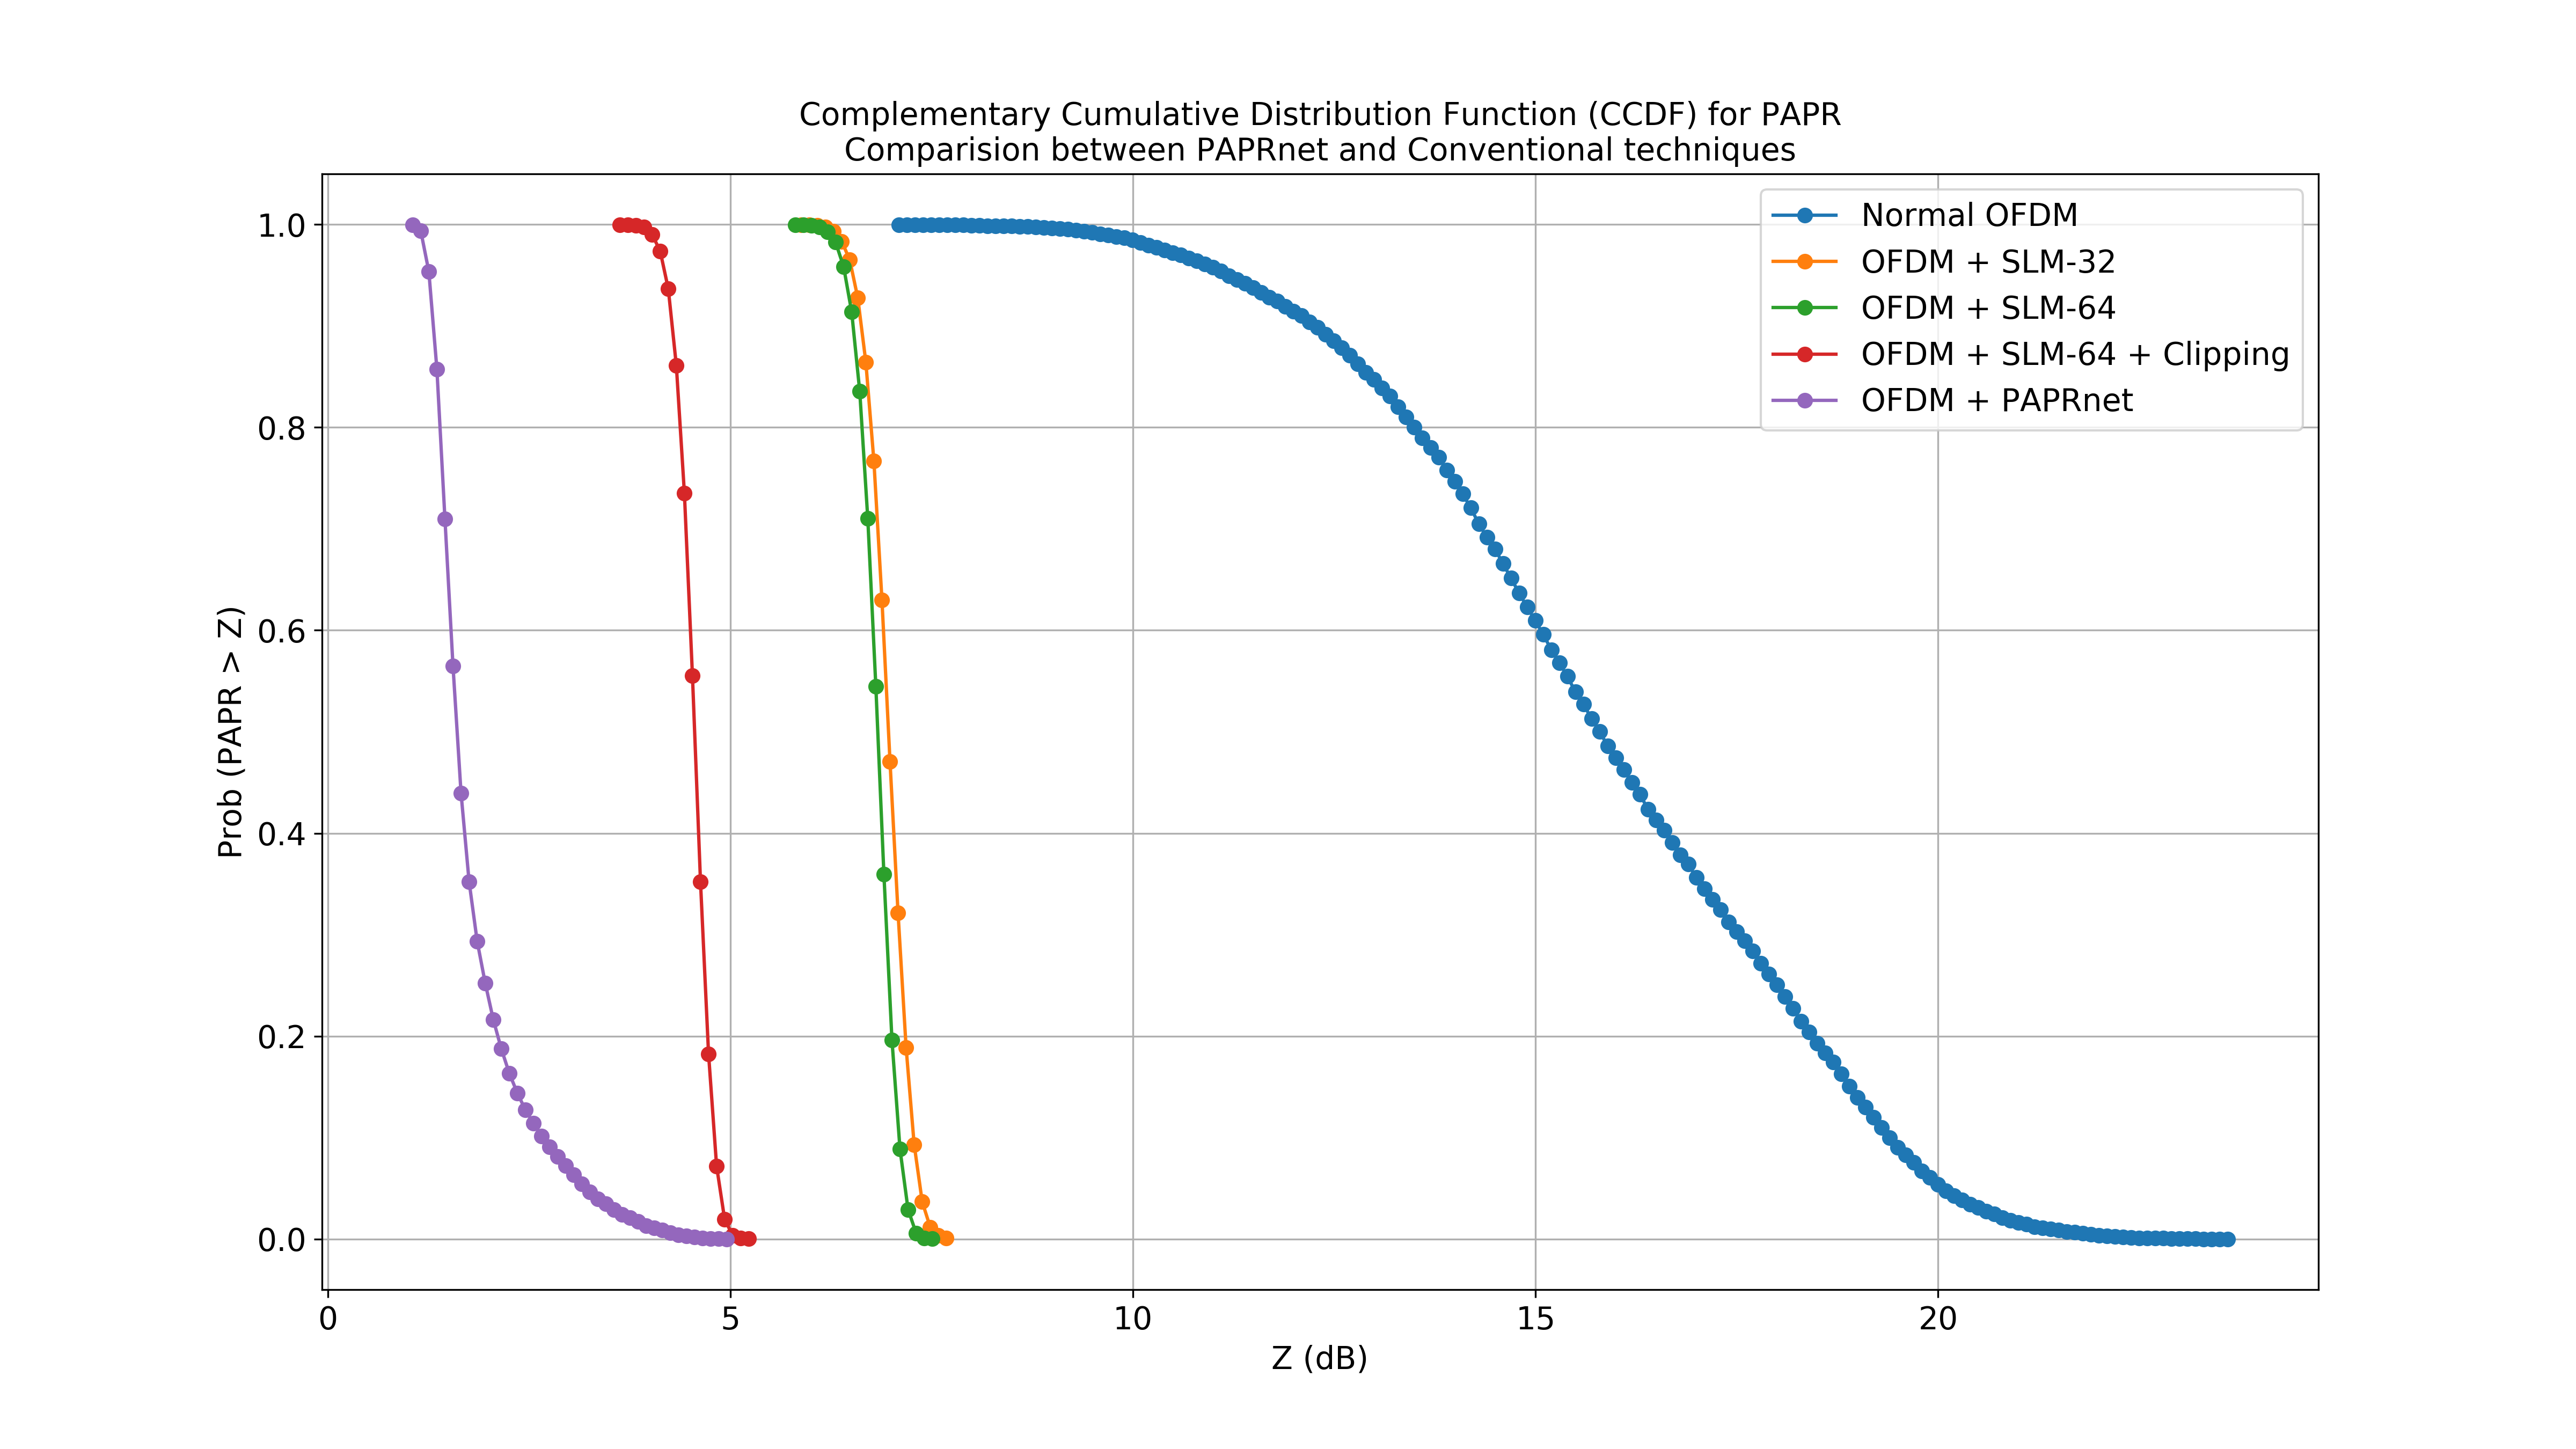 Complementary Cumulative Distribution Function (CCDF) for PAPR
Comparision between PAPRnet and Conventional techniques
Normal OFDM
OFDM + SLM-32
OFDM + SLM-64
OFDM + SLM-64 + Clipping
OFDM + PAPRnet
Prob (PAPR > Z)
1.0
0.8
0.6
0.4
0.2
0.0
0
5
10
15
20
Z (dB)